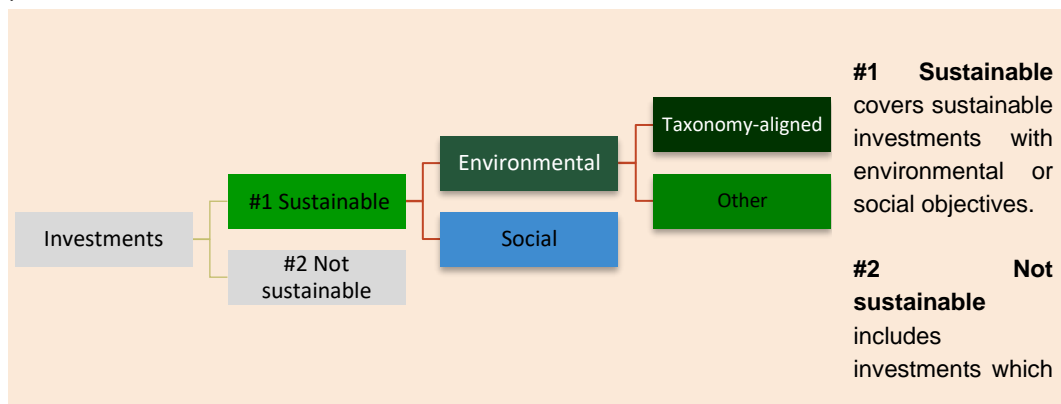 Investments
#1 Sustainable
#2 Not
sustainable
Environmental
Social
Taxonomy-aligned
Other
#1 Sustainable
covers sustainable
investments with
environmental or
social objectives.
#2 Not
sustainable
includes
investments which